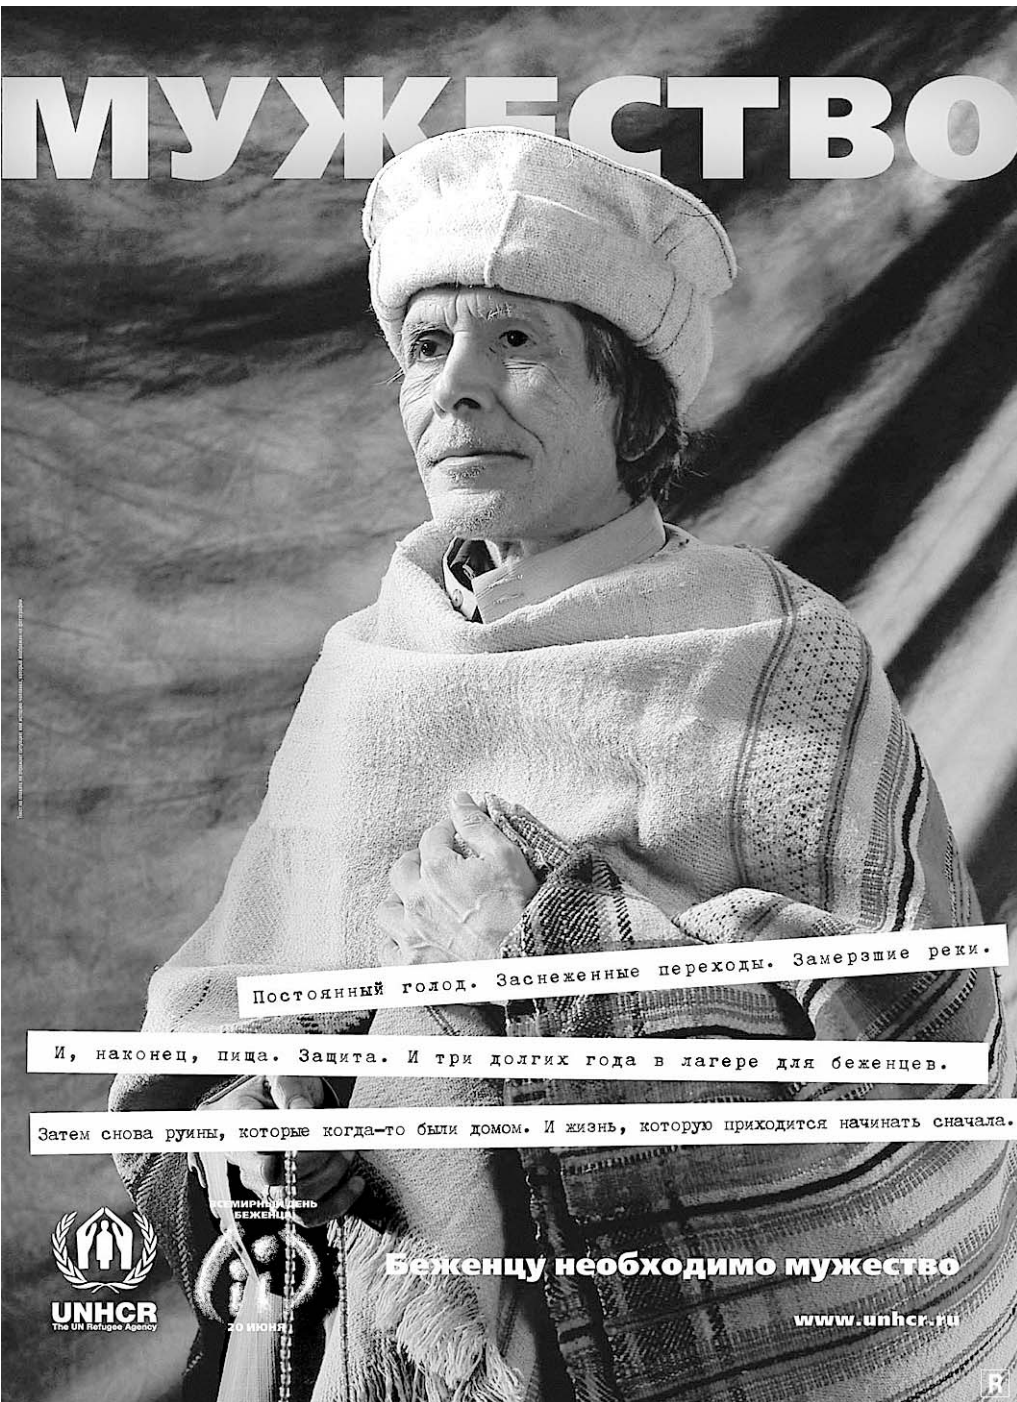 МУЖЕСТВО
Постоянный голод. Заснеженные переходы. Замерзшие реки.
И, наконец, пища. Защита. И три долгих года в лагере для беженцев.
Затем снова руины, которые когда-то были домом. И жизнь, которую приходится начинать сначала.
ВСЕМИРНЫЙ ДЕНЬ
БЕЖЕНЦА
20 ИЮНЯ
UNHCR
The UN Refugee Agency
Беженцу необходимо мужество
www.unhcr.ru
R